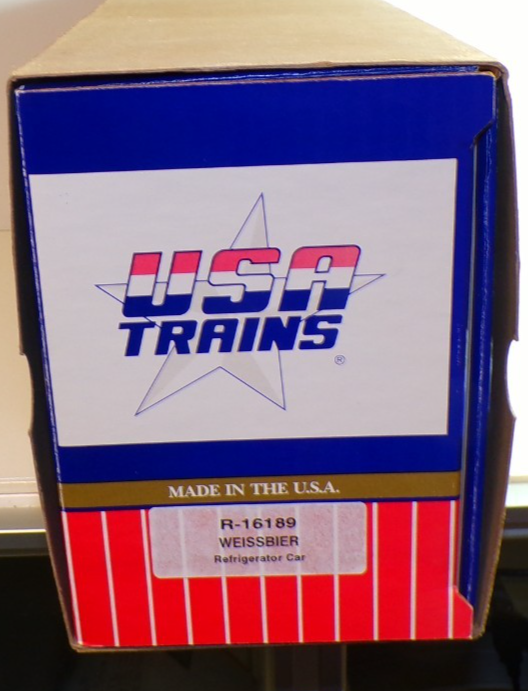 USA
TRAINS
®
MADE IN THE U.S.A.
R-16189
WEISSBIER
Refrigerator Car